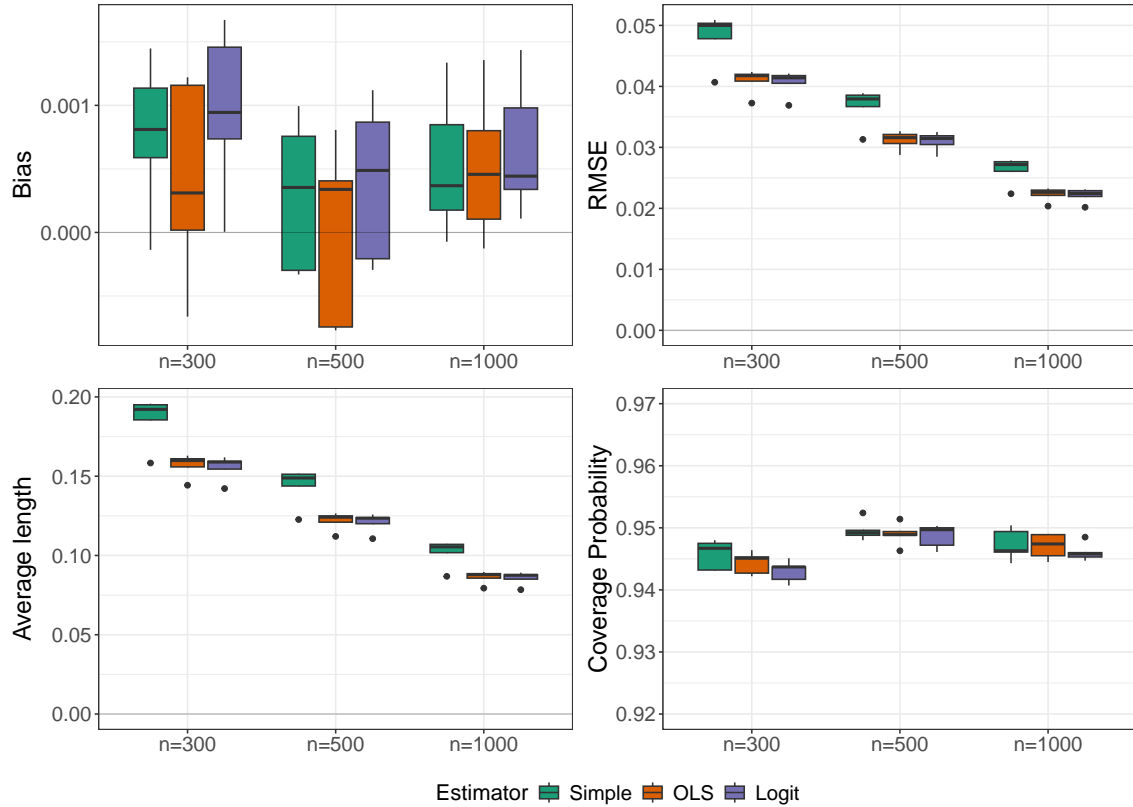 Bias
0.001
0.000
n=300
n=500
n=1000
RMSE
0.05
0.04
0.03
0.02
0.01
0.00
n=300
n=500
n=1000
Average length
0.20
0.15
0.10
0.05
0.00
n=300
n=500
n=1000
Coverage Probability
0.97
0.96
0.95
0.94
0.93
0.92
n=300
n=500
n=1000
Estimator Simple OLS Logit